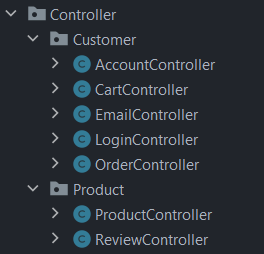 Controller
Customer
AccountController
CartController
EmailController
LoginController
OrderController
Product
ProductController
ReviewController